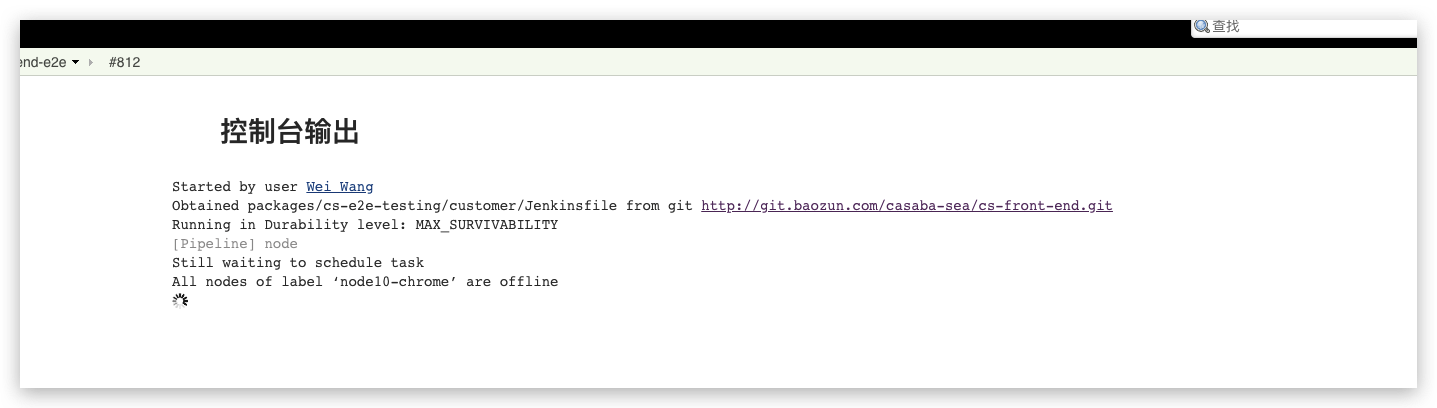 查找
end-e2e #812
控制台输出
Started by user Wei Wang
Obtained packages/cs-e2e-testing/customer/Jenkinsfile from git http://git.baozun.com/casaba-sea/cs-front-end.git
Running in Durability level: MAX_SURVIVABILITY
[Pipeline] node
Still waiting to schedule task
All nodes of label ‘node10-chrome’ are offline